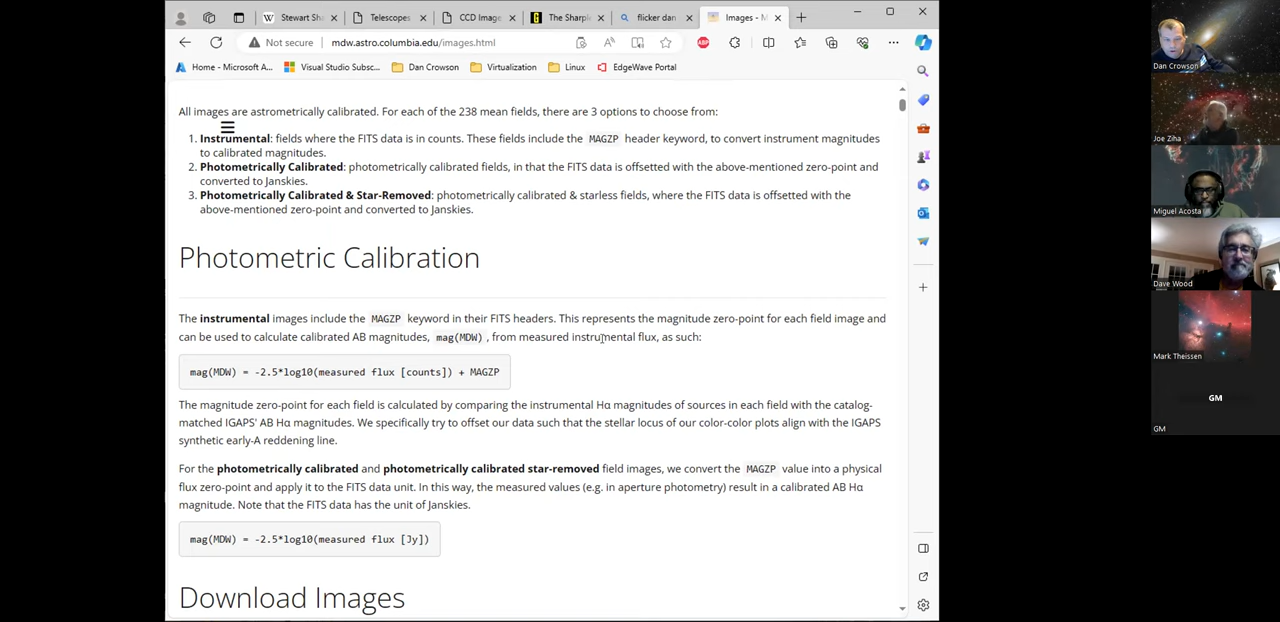 Stewart Sha
Telescopes
CCD Image
The Sharpl
flicker dan
Images - M
Not secure
mdw.astro.columbia.edu/images.html
Home - Microsoft A...
Visual Studio Subsc...
Dan Crowson
Virtualization
Linux
EdgeWave Portal
All images are astrometrically calibrated. For each of the 238 mean fields, there are 3 options to choose from:
1. Instrumental: fields where the FITS data is in counts. These fields include the MAGZP header keyword, to convert instrument magnitudes
to calibrated magnitudes.
2. Photometrically Calibrated: photometrically calibrated fields, in that the FITS data is offsetted with the above-mentioned zero-point and
converted to Janskies.
3. Photometrically Calibrated & Star-Removed: photometrically calibrated & starless fields, where the FITS data is offsetted with the
above-mentioned zero-point and converted to Janskies.
Photometric Calibration
The instrumental images include the MAGZP keyword in their FITS headers. This represents the magnitude zero-point for each field image and
can be used to calculate calibrated AB magnitudes, mag(MDW) , from measured instrumental flux, as such:
mag(MDW) = -2.5*log10(measured flux [counts]) + MAGZP
The magnitude zero-point for each field is calculated by comparing the instrumental Hα magnitudes of sources in each field with the catalog-
matched IGAPS' AB Hα magnitudes. We specifically try to offset our data such that the stellar locus of our color-color plots align with the IGAPS
synthetic early-A reddening line.
For the photometrically calibrated and photometrically calibrated star-removed field images, we convert the MAGZP value into a physical
flux zero-point and apply it to the FITS data unit. In this way, the measured values (e.g. in aperture photometry) result in a calibrated AB Hα
magnitude. Note that the FITS data has the unit of Janskies.
mag(MDW) = -2.5*log10(measured flux [Jy])
Download Images
Dan Crowson
Joe Ziha
Miguel Acosta
Dave Wood
Mark Theissen
GM
GM